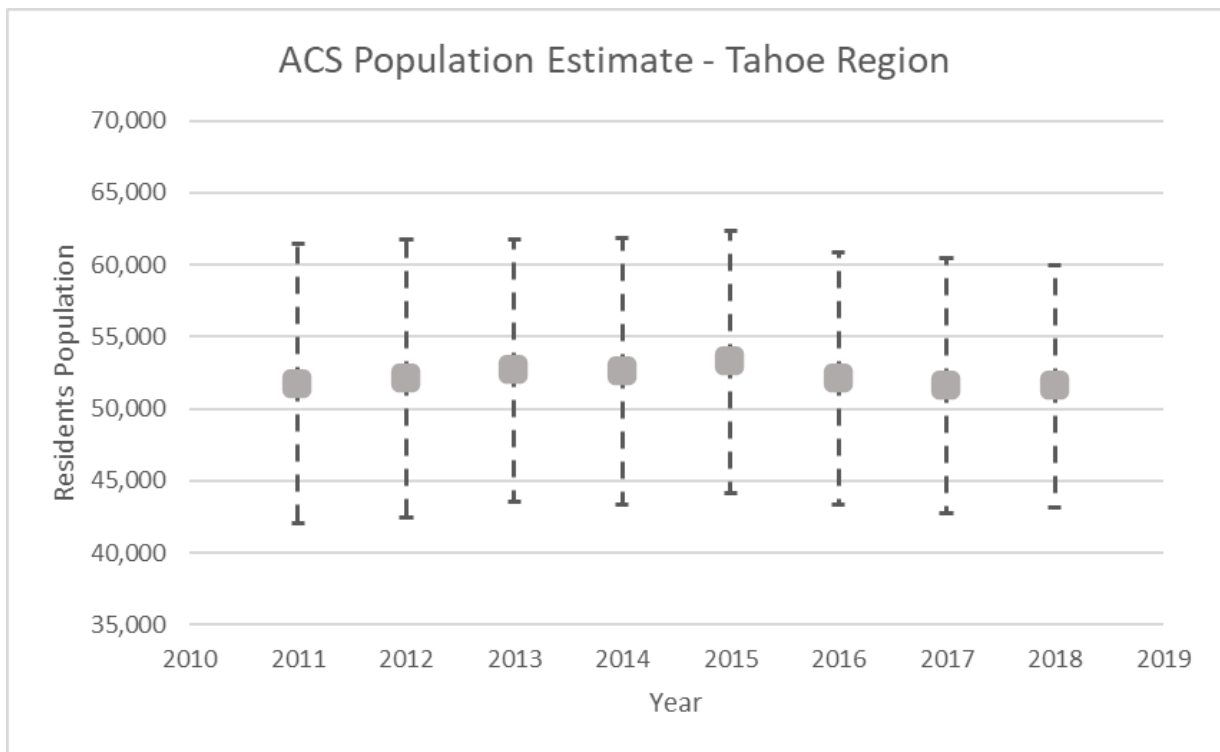 ACS Population Estimate - Tahoe Region
70,000
65,000
60,000
55,000
50,000
45,000
40,000
35,000
Residents Population
2010 2011 2012 2013 2014 2015 2016 2017 2018 2019
Year